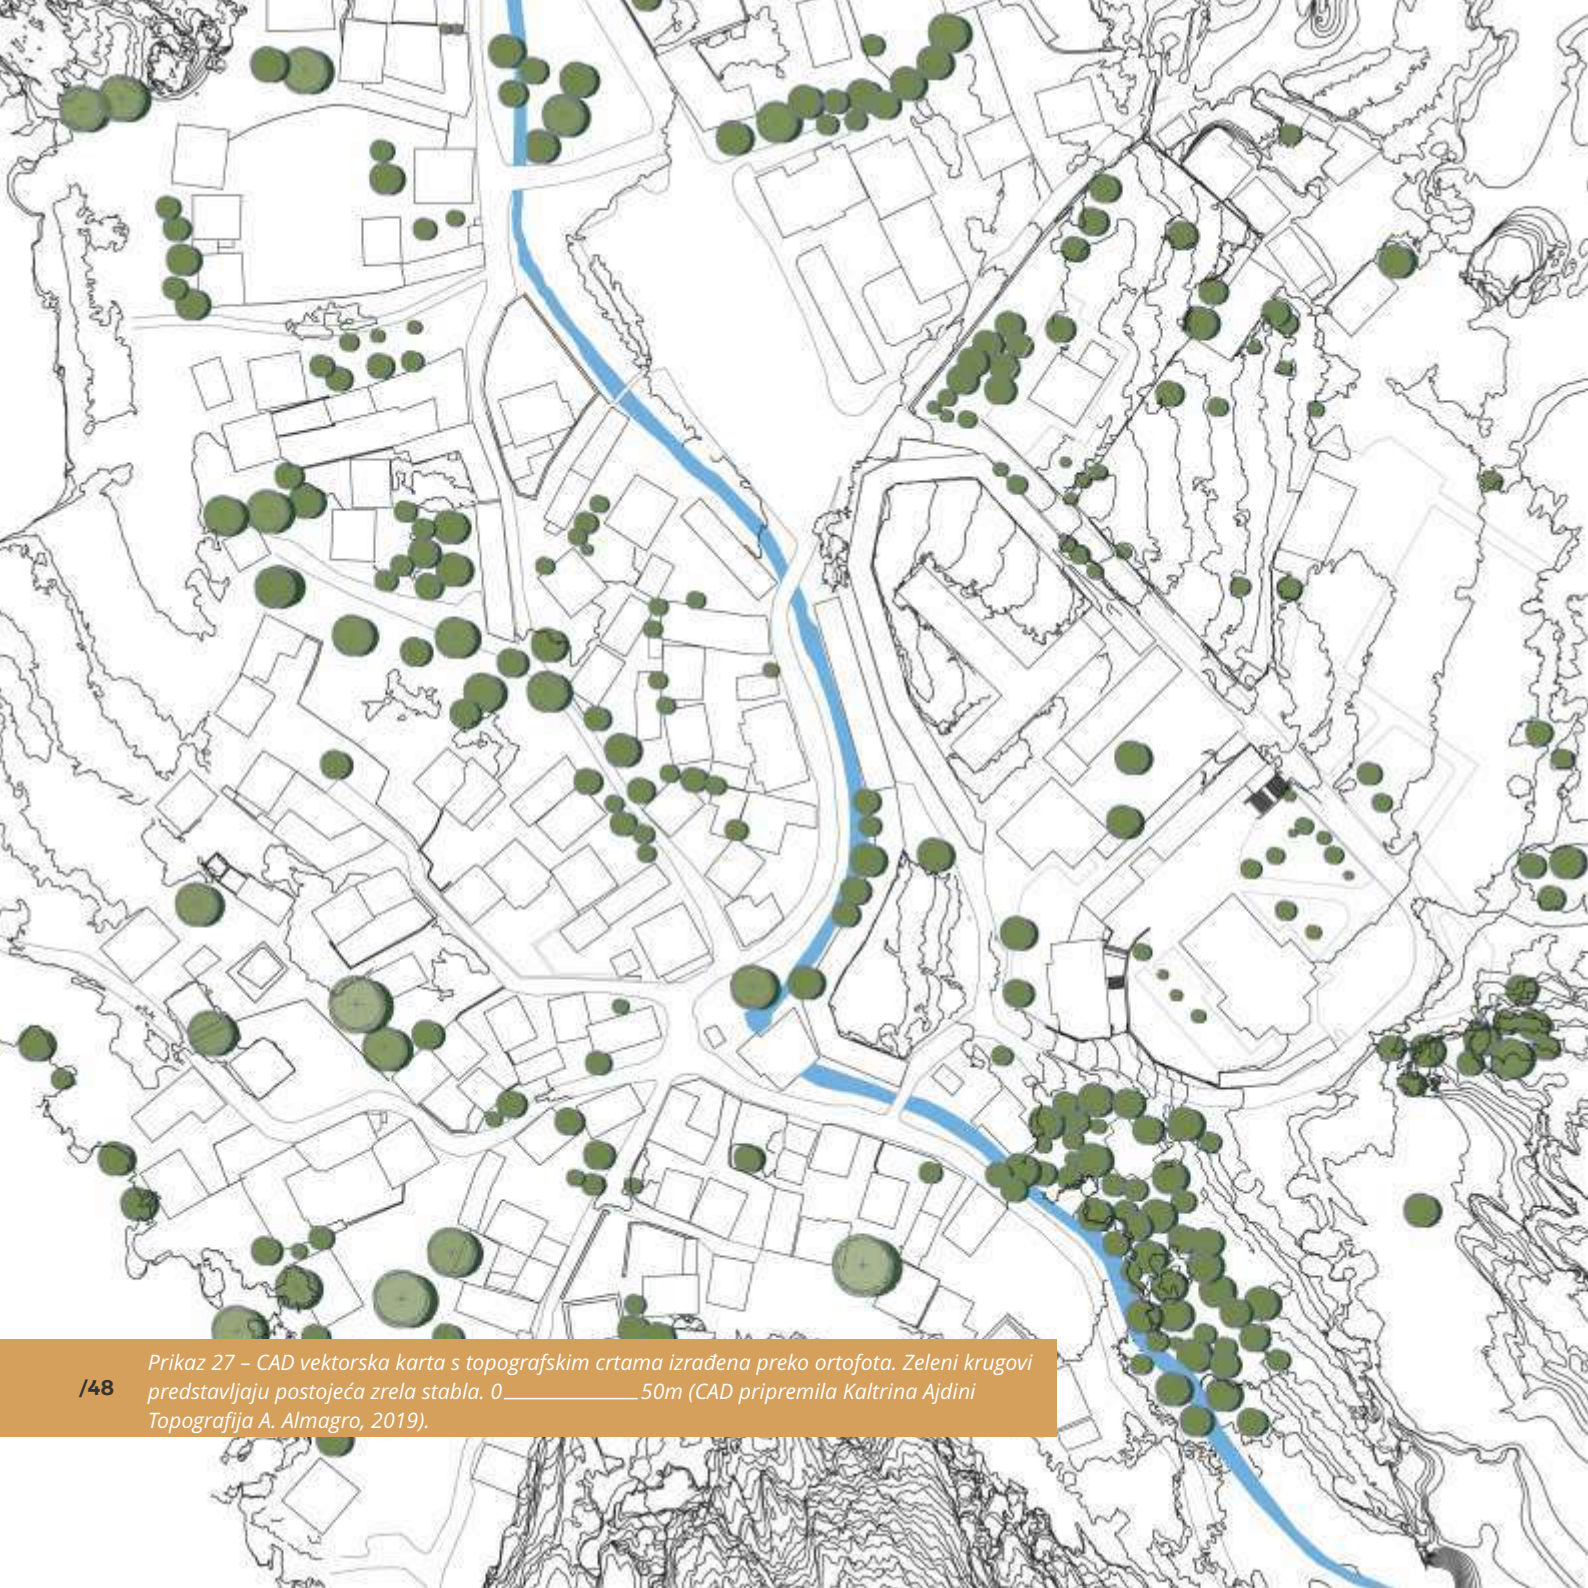 Prikaz 27 – CAD vektorska karta s topografskim crtama izrađena preko ortofota. Zeleni krugovi
/48 predstavljaju postojeća zrela stabla. 0____________50m (CAD pripremila Kaltrina Ajdini
Topografija A. Almagro, 2019).